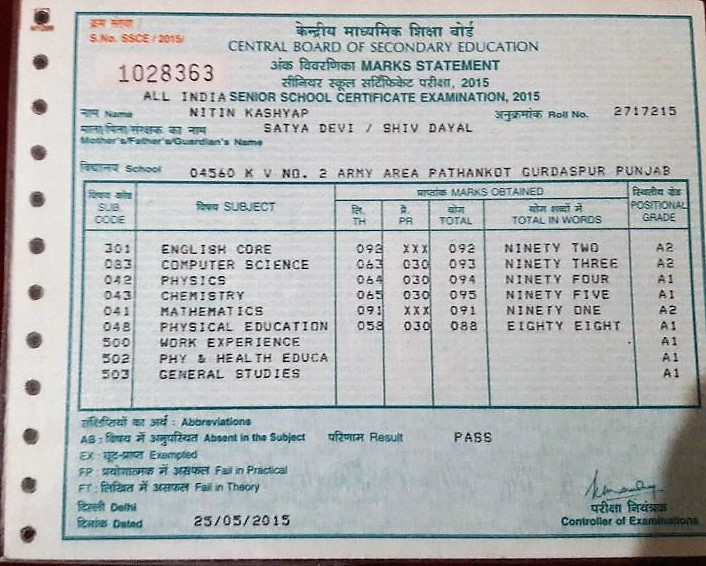 क्रम संख्या /
S.No. SSCE / 2015/
1028363
केन्द्रीय माध्यमिक शिक्षा बोर्ड
CENTRAL BOARD OF SECONDARY EDUCATION
अंक विवरणिका MARKS STATEMENT
सीनियर स्कूल सर्टिफिकेट परीक्षा, 2015
ALL INDIA SENIOR SCHOOL CERTIFICATE EXAMINATION, 2015
नाम Name NITIN KASHYAP अनुक्रमांक Roll No. 2717215
माता/पिता/संरक्षक का नाम SATYA DEVI / SHIV DAYAL
Mother's/Father's/Guardian's Name
विद्यालय School 04560 K V NO. 2 ARMY AREA PATHANKOT GURDASPUR PUNJAB
विषय कोड SUB CODE विषय SUBJECT प्राप्तांक MARKS OBTAINED स्थितीय ग्रेड POSITIONAL GRADE
लि. TH प्रै. PR योग TOTAL योग शब्दों में TOTAL IN WORDS
301 ENGLISH CORE 092 XXX 092 NINETY TWO A2
083 COMPUTER SCIENCE 063 030 093 NINETY THREE A2
042 PHYSICS 064 030 094 NINETY FOUR A1
043 CHEMISTRY 065 030 095 NINETY FIVE A1
041 MATHEMATICS 091 XXX 091 NINETY ONE A2
048 PHYSICAL EDUCATION 058 030 088 EIGHTY EIGHT A1
500 WORK EXPERIENCE A1
502 PHY & HEALTH EDUCA A1
503 GENERAL STUDIES A1
संक्षिप्तियों का अर्थ : Abbreviations
AB : विषय में अनुपस्थित Absent in the Subject परिणाम Result PASS
EX : छूट-प्राप्त Exempted
FP : प्रयोगात्मक में असफल Fail in Practical
FT : लिखित में असफल Fail in Theory
दिल्ली Delhi
दिनांक Dated 25/05/2015
परीक्षा नियंत्रक
Controller of Examinations